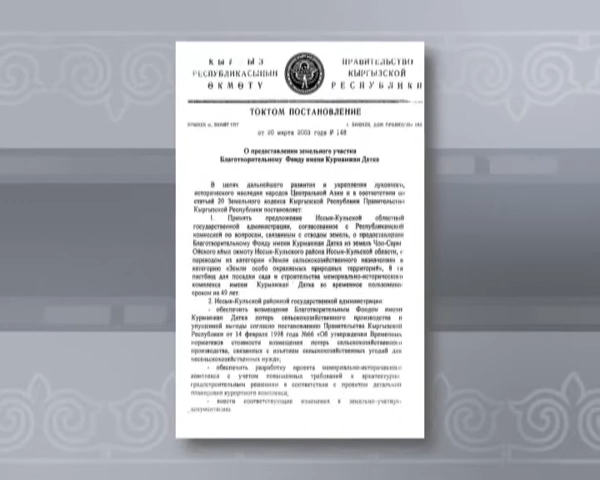 КЫРГЫЗ
РЕСПУБЛИКАСЫНЫН
ӨКМӨТҮ
ПРАВИТЕЛЬСТВО
КЫРГЫЗСКОЙ
РЕСПУБЛИКИ
ТОКТОМ ПОСТАНОВЛЕНИЕ
от 20 марта 2003 года № 148
О предоставлении земельного участка
Благотворительному Фонду имени Курманжан Датка
В целях дальнейшего развития и укрепления духовного,
исторического наследия народов Центральной Азии и в соответствии со
статьей 20 Земельного кодекса Кыргызской Республики Правительство
Кыргызской Республики постановляет:
1. Принять предложение Иссык-Кульской областной
государственной администрации, согласованное с Республиканской
комиссией по вопросам, связанным с отводом земель, о предоставлении
Благотворительному Фонду имени Курманжан Датка из земель Чон-Сары-
Ойского айыл окмоту Иссык-Кульского района Иссык-Кульской области, с
переводом из категории «Земли сельскохозяйственного назначения» в
категорию «Земли особо охраняемых природных территорий», га
пастбищ для посадки сада и строительства мемориально-исторического
комплекса имени Курманжан Датка во временное пользование
сроком на 49 лет.
2. Иссык-Кульской районной государственной администрации:
- обеспечить возмещение Благотворительным Фондом имени
Курманжан Датка потерь сельскохозяйственного производства и
упущенной выгоды согласно постановлению Правительства Кыргызской
Республики от 14 февраля 1998 года №66 «Об утверждении Временных
нормативов стоимости возмещения потерь сельскохозяйственного
производства, связанных с изъятием сельскохозяйственных угодий для
несельскохозяйственных нужд»;
- обеспечить разработку проекта мемориально-исторического
комплекса с учетом повышенных требований к архитектурно-
градостроительным решениям в соответствии с проектом детальной
планировки курортного комплекса;
- внести соответствующие изменения в земельно-учетную
документацию